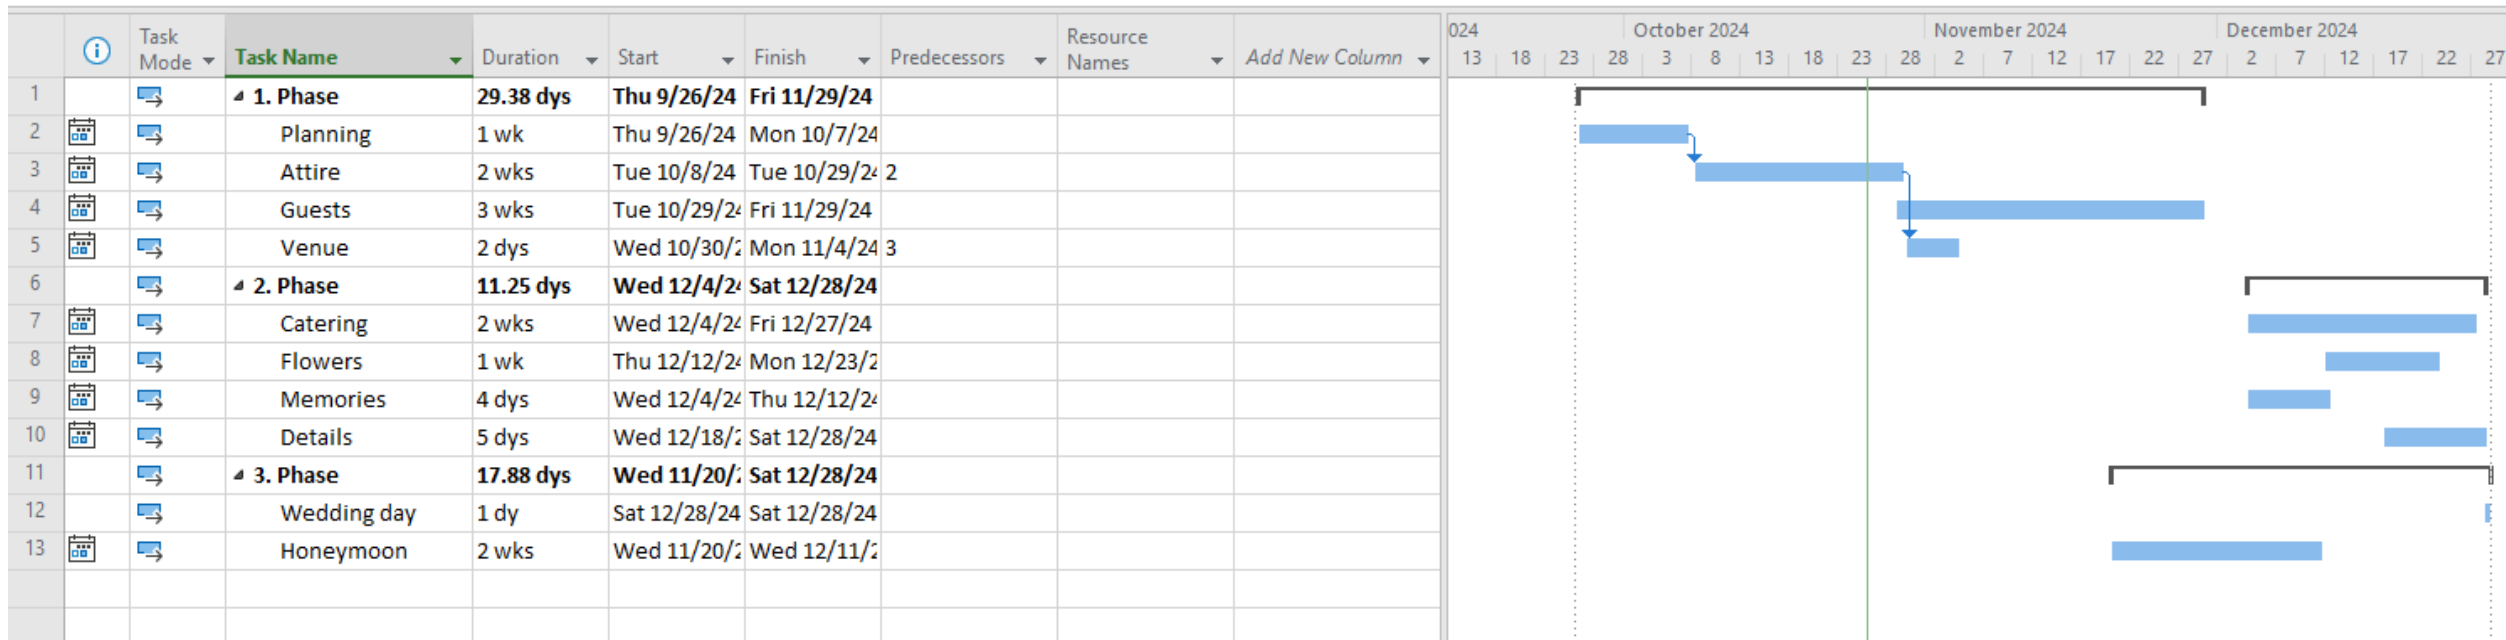 Task Mode Task Name Duration Start Finish Predecessors Resource Names Add New Column
024 October 2024 November 2024 December 2024
13 18 23 28 3 8 13 18 23 28 2 7 12 17 22 27 2 7 12 17 22 27
1 1. Phase 29.38 dys Thu 9/26/24 Fri 11/29/24
2 Planning 1 wk Thu 9/26/24 Mon 10/7/24
3 Attire 2 wks Tue 10/8/24 Tue 10/29/24 2
4 Guests 3 wks Tue 10/29/24 Fri 11/29/24
5 Venue 2 dys Wed 10/30/2 Mon 11/4/24 3
6 2. Phase 11.25 dys Wed 12/4/24 Sat 12/28/24
7 Catering 2 wks Wed 12/4/24 Fri 12/27/24
8 Flowers 1 wk Thu 12/12/24 Mon 12/23/2
9 Memories 4 dys Wed 12/4/24 Thu 12/12/24
10 Details 5 dys Wed 12/18/2 Sat 12/28/24
11 3. Phase 17.88 dys Wed 11/20/ Sat 12/28/24
12 Wedding day 1 dy Sat 12/28/24 Sat 12/28/24
13 Honeymoon 2 wks Wed 11/20/2 Wed 12/11/2